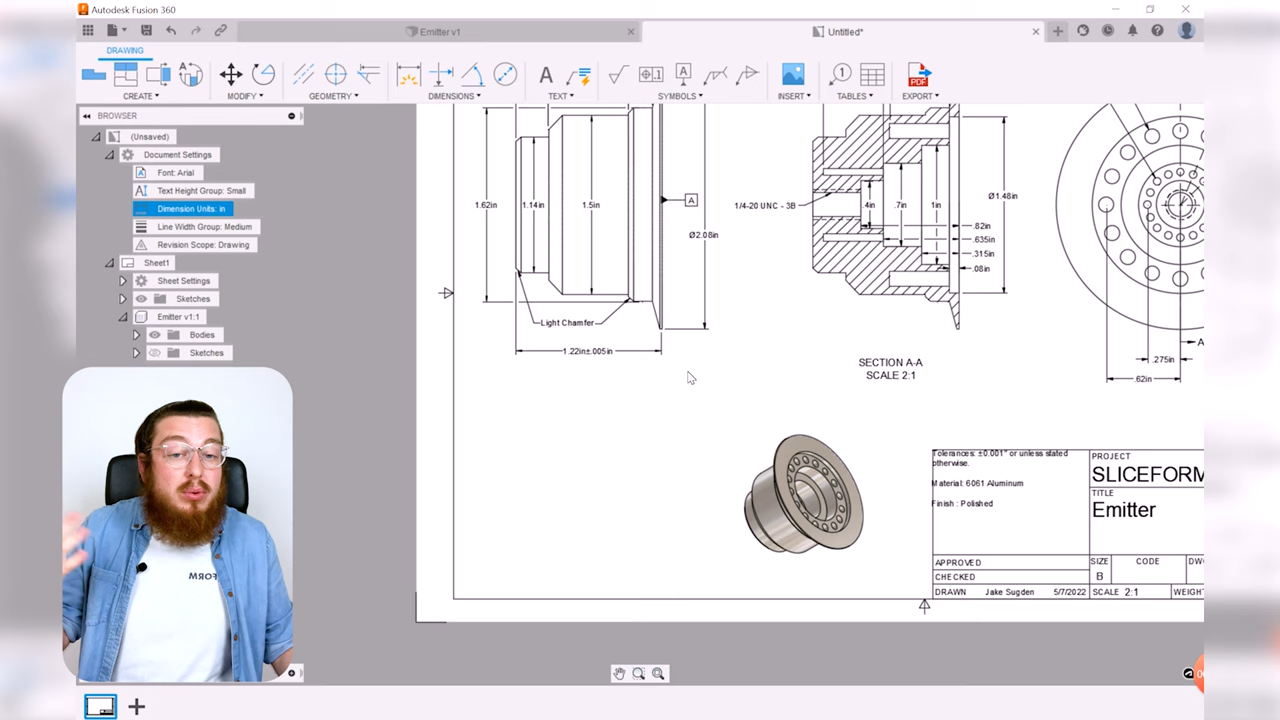 Autodesk Fusion 360
Emitter v1
Untitled*
DRAWING
CREATE
MODIFY
GEOMETRY
DIMENSIONS
TEXT
SYMBOLS
INSERT
TABLES
EXPORT
PDF
BROWSER
(Unsaved)
Document Settings
Font: Arial
Text Height Group: Small
Dimension Units: in
Line Width Group: Medium
Revision Scope: Drawing
Sheet1
Sheet Settings
Sketches
Emitter v1:1
Bodies
Sketches
1.62in
1.14in
1.5in
A
Ø2.08in
Light Chamfer
1.22in±.005in
1/4-20 UNC - 3B
.4in
.7in
1in
Ø1.48in
.82in
.635in
.315in
.08in
SECTION A-A
SCALE 2:1
A
.275in
.62in
Tolerances: ±0.001" or unless stated
otherwise.
Material: 6061 Aluminum
Finish : Polished
PROJECT
SLICEFORM
TITLE
Emitter
APPROVED
CHECKED
DRAWN Jake Sugden 5/7/2022
SIZE
B
CODE
DW
SCALE 2:1
WEIGH